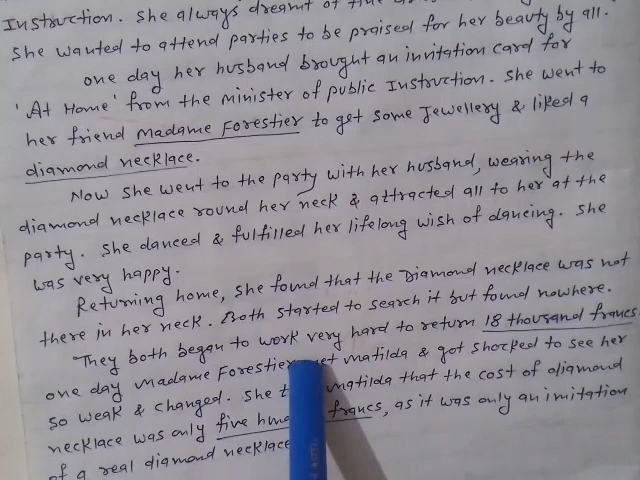 Instruction. She always dreamt of
She wanted to attend parties to be praised for her beauty by all.
one day her husband brought an invitation card for
'At Home' from the minister of public Instruction. She went to
her friend Madame Forestier to get some Jewellery & liked a
diamond necklace.
Now she went to the party with her husband, wearing the
diamond necklace round her neck & attracted all to her at the
party. She danced & fulfilled her lifelong wish of dancing. She
was very happy.
Returning home, she found that the Diamond necklace was not
there in her neck. Both started to search it but found nowhere.
They both began to work very hard to return 18 thousand francs.
one day Madame Forestier matilda & got shocked to see her
so weak & changed. She matilda that the cost of diamond
necklace was only five francs, as it was only an imitation
of a real diamond necklace